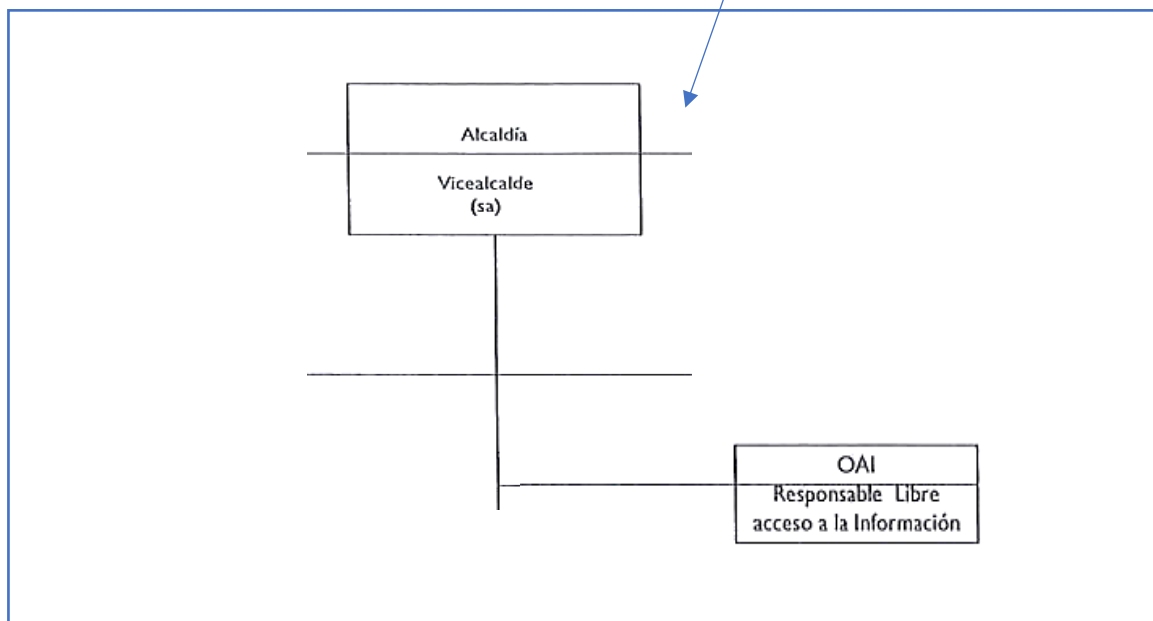 Alcaldía
Vicealcalde
(sa)
OAI
Responsable Libre
acceso a la Información